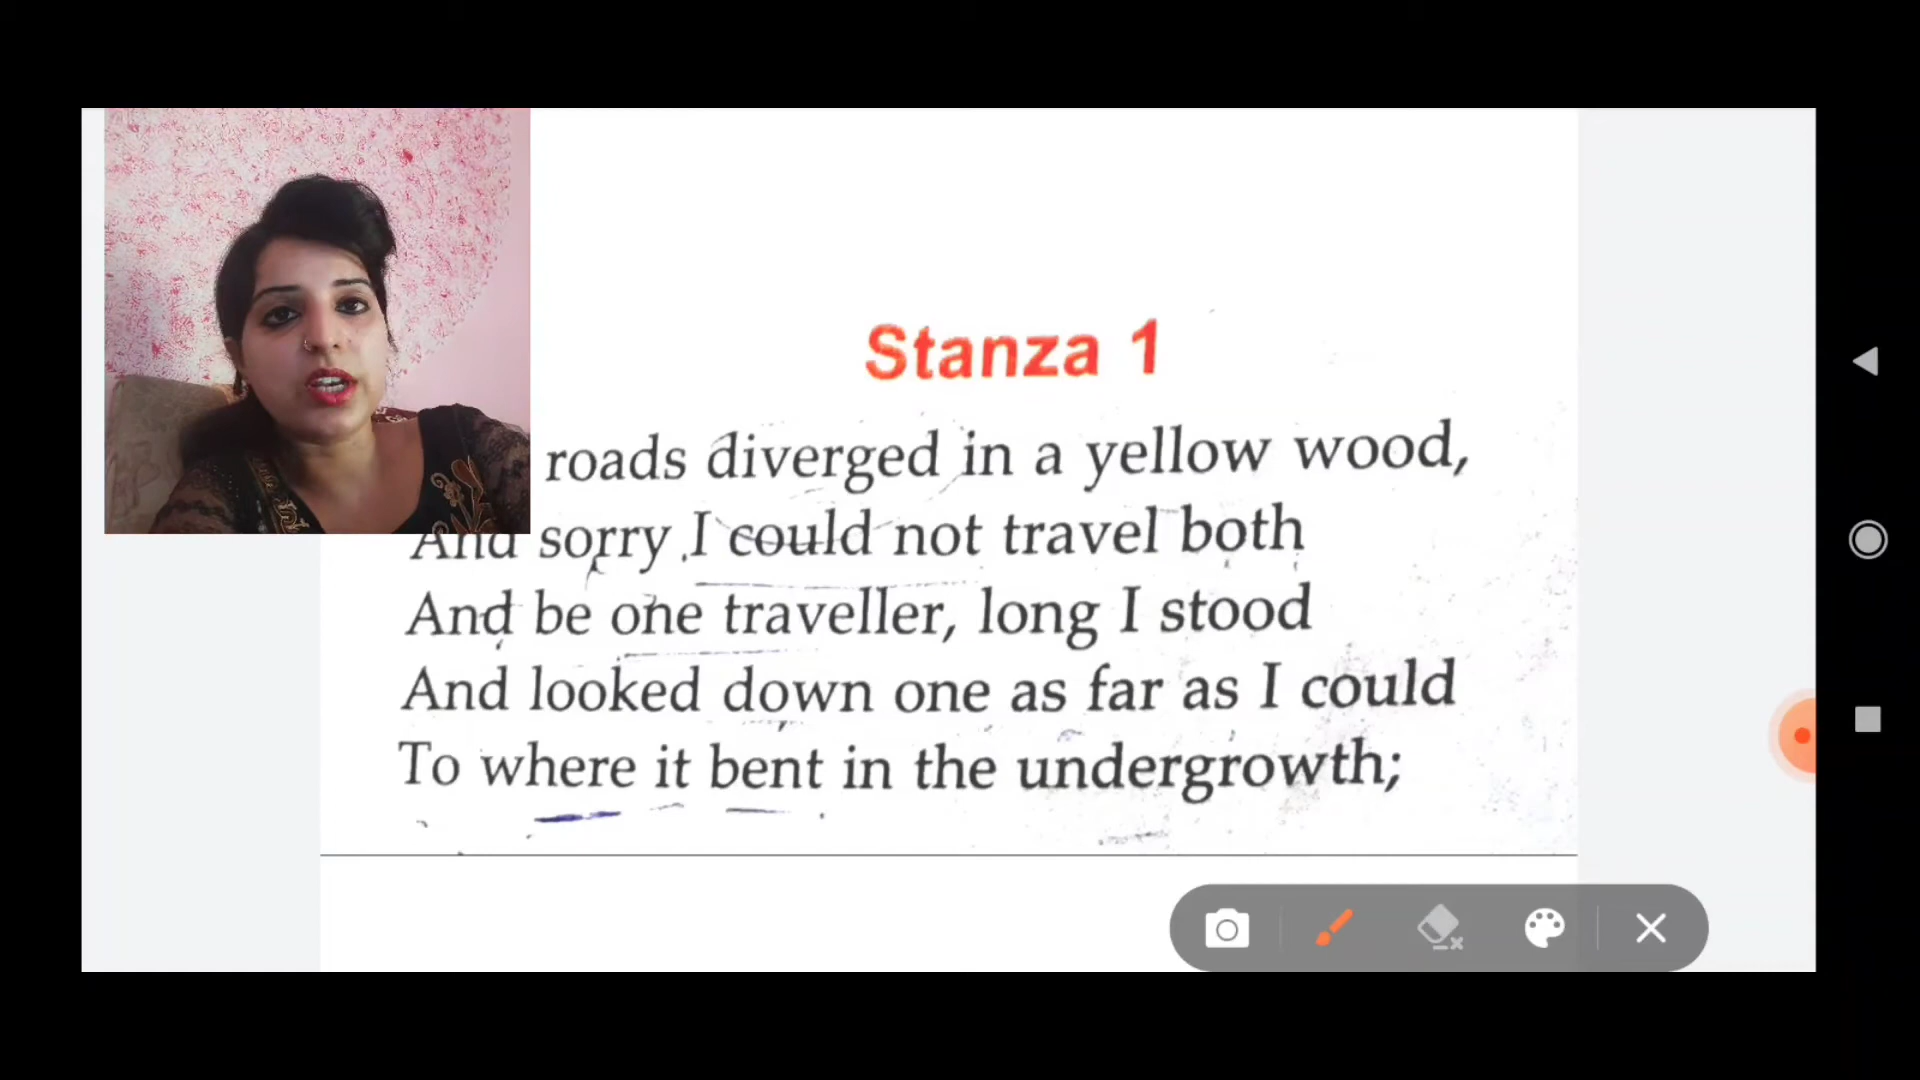 Stanza 1
roads diverged in a yellow wood,
And sorry I could not travel both
And be one traveller, long I stood
And looked down one as far as I could
To where it bent in the undergrowth;